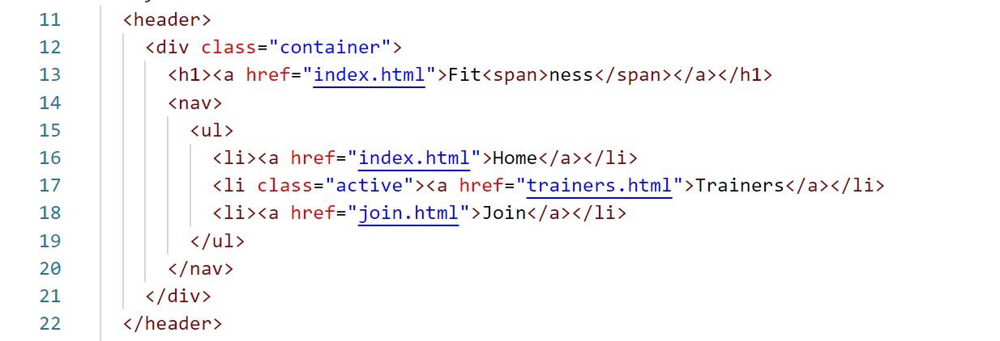 11 <header>
12 <div class="container">
13 <h1><a href="index.html">Fit<span>ness</span></a></h1>
14 <nav>
15 <ul>
16 <li><a href="index.html">Home</a></li>
17 <li class="active"><a href="trainers.html">Trainers</a></li>
18 <li><a href="join.html">Join</a></li>
19 </ul>
20 </nav>
21 </div>
22 </header>